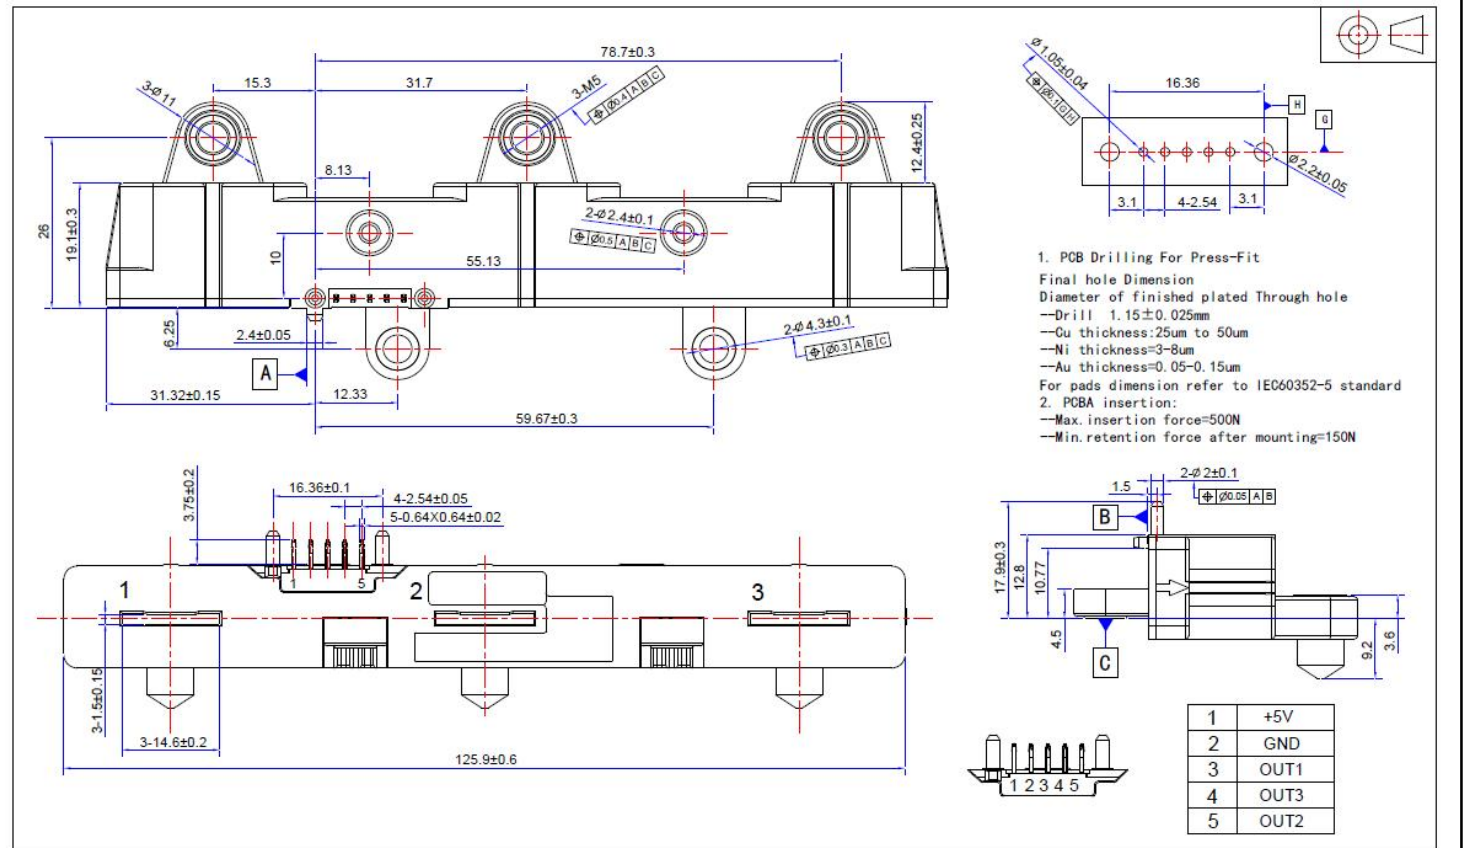 78.7±0.3
15.3
31.7
3-Ø11
3-M5
⌖ Ø0.4 A B C
12.4±0.25
8.13
2-Ø2.4±0.1
⌖ Ø0.5 A B C
26
19.1±0.3
10
55.13
6.25
2.4±0.05
2-Ø4.3±0.1
⌖ Ø0.3 A B C
A
31.32±0.15
12.33
59.67±0.3
Ø1.05±0.04
⌖ Ø0.1 G H
16.36
H
G
Ø2.2±0.05
3.1
4-2.54
3.1
1. PCB Drilling For Press-Fit
Final hole Dimension
Diameter of finished plated Through hole
--Drill 1.15±0.025mm
--Cu thickness:25um to 50um
--Ni thickness=3-8um
--Au thickness=0.05-0.15um
For pads dimension refer to IEC60352-5 standard
2. PCBA insertion:
--Max.insertion force=500N
--Min.retention force after mounting=150N
3.75±0.2
16.36±0.1
4-2.54±0.05
5-0.64X0.64±0.02
1 5
1
2
3
3-1.5±0.15
3-14.6±0.2
125.9±0.6
2-Ø2±0.1
1.5
⌖ Ø0.05 A B
B
17.9±0.3
12.8
10.77
4.5
C
9.2
3.6
1 2 3 4 5
1 +5V
2 GND
3 OUT1
4 OUT3
5 OUT2